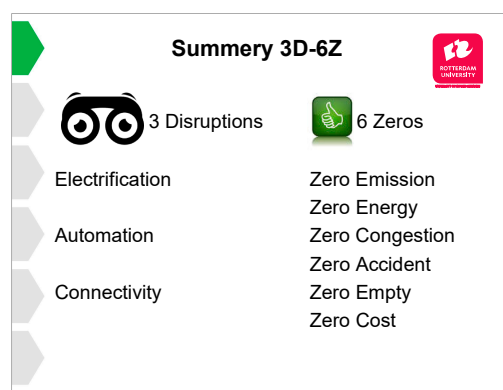 Summery 3D-6Z
ROTTERDAM
UNIVERSITY
3 Disruptions
6 Zeros
Electrification
Automation
Connectivity
Zero Emission
Zero Energy
Zero Congestion
Zero Accident
Zero Empty
Zero Cost